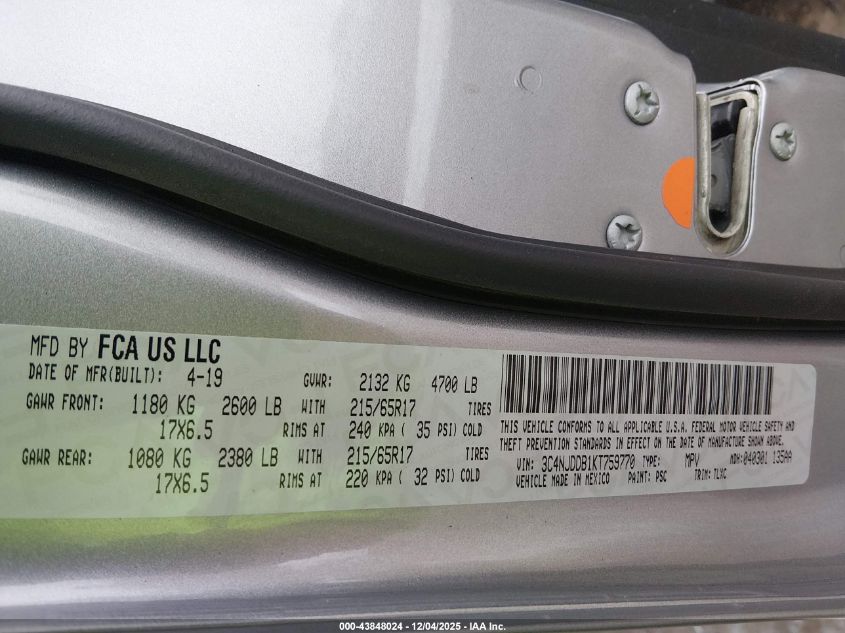 MFD BY FCA US LLC
DATE OF MFR(BUILT): 4-19 GVWR: 2132 KG 4700 LB
GAWR FRONT: 1180 KG 2600 LB WITH 215/65R17 TIRES
17X6.5 RIMS AT 240 KPA ( 35 PSI) COLD
GAWR REAR: 1080 KG 2380 LB WITH 215/65R17 TIRES
17X6.5 RIMS AT 220 KPA ( 32 PSI) COLD
THIS VEHICLE CONFORMS TO ALL APPLICABLE U.S.A. FEDERAL MOTOR VEHICLE SAFETY AND
THEFT PREVENTION STANDARDS IN EFFECT ON THE DATE OF MANUFACTURE SHOWN ABOVE.
VIN: 3C4NJDDB1KT759770 TYPE: MPV MDH:040301 135AA
VEHICLE MADE IN MEXICO PAINT: PSC TRIM: TLXC
000-43848024 - 12/04/2025 - IAA Inc.